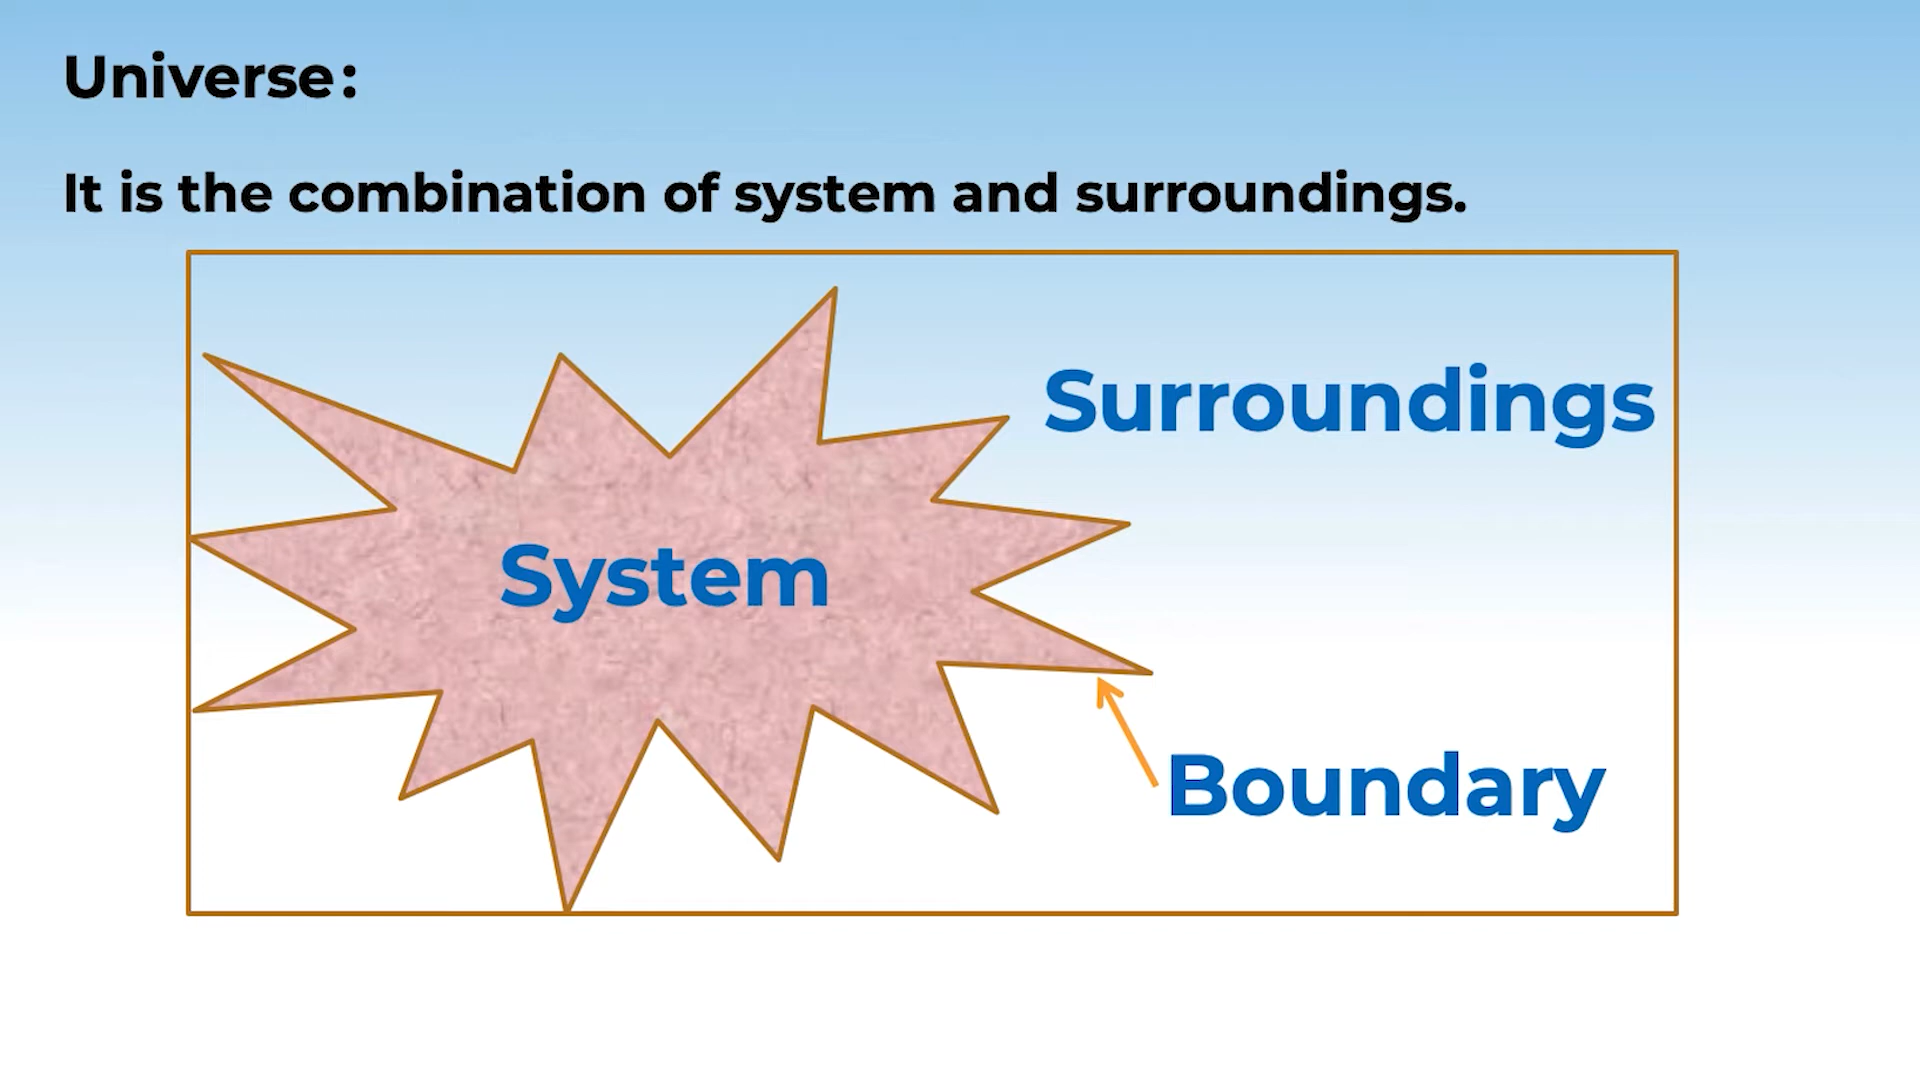 Universe:
It is the combination of system and surroundings.
Surroundings
System
Boundary